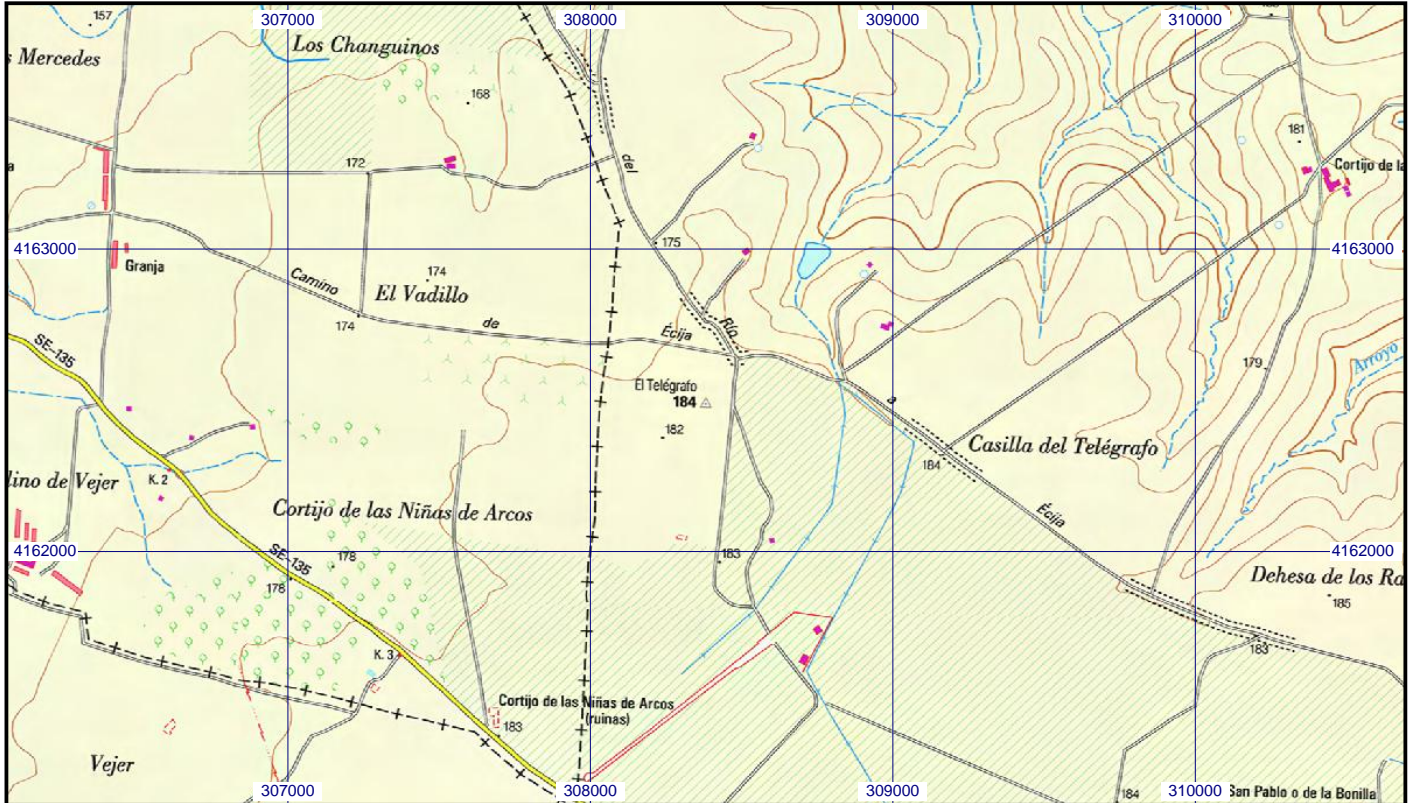 307000
308000
309000
310000
157
Los Changuinos
s Mercedes
168
181
172
del
Cortijo de la
a
175
4163000
4163000
Granja
174
Camino
El Vadillo
174
de
Écija
Río
SE-135
179
Arroyo
El Telégrafo
184
a
182
Casilla del Telégrafo
184
K. 2
lino de Vejer
Cortijo de las Niñas de Arcos
Écija
4162000
SE-135
178
183
4162000
178
Dehesa de los Ra
185
K. 3
183
Cortijo de las Niñas de Arcos
(ruinas)
183
Vejer
307000
308000
309000
184
310000
San Pablo o de la Bonilla